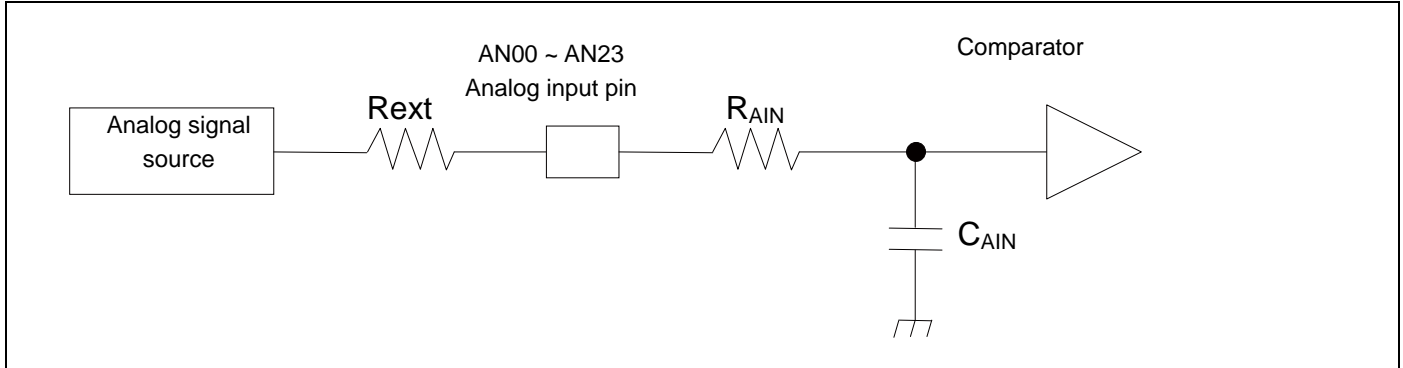 AN00 ~ AN23
Analog input pin
Comparator
Analog signal
source
Rext
RAIN
CAIN